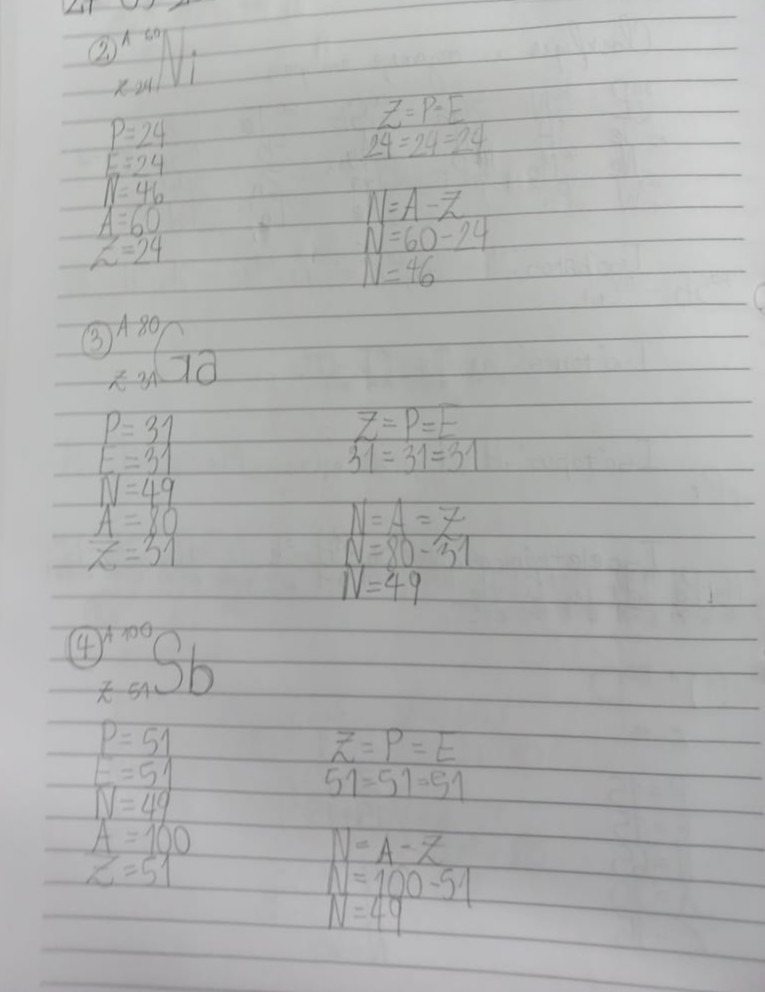 ② A 60
Ni
Z 24
P=24
E=24
N=46
A=60
Z=24
Z=P=E
24=24=24
N=A-Z
N=60-24
N=46
③ A 80
Ga
Z 31
P=31
E=31
N=49
A=80
Z=31
Z=P=E
31=31=31
N=A=Z
N=80-31
N=49
④ A 100
Sb
Z 51
P=51
E=51
N=49
A=100
Z=51
Z=P=E
51=51=51
N=A-Z
N=100-51
N=49